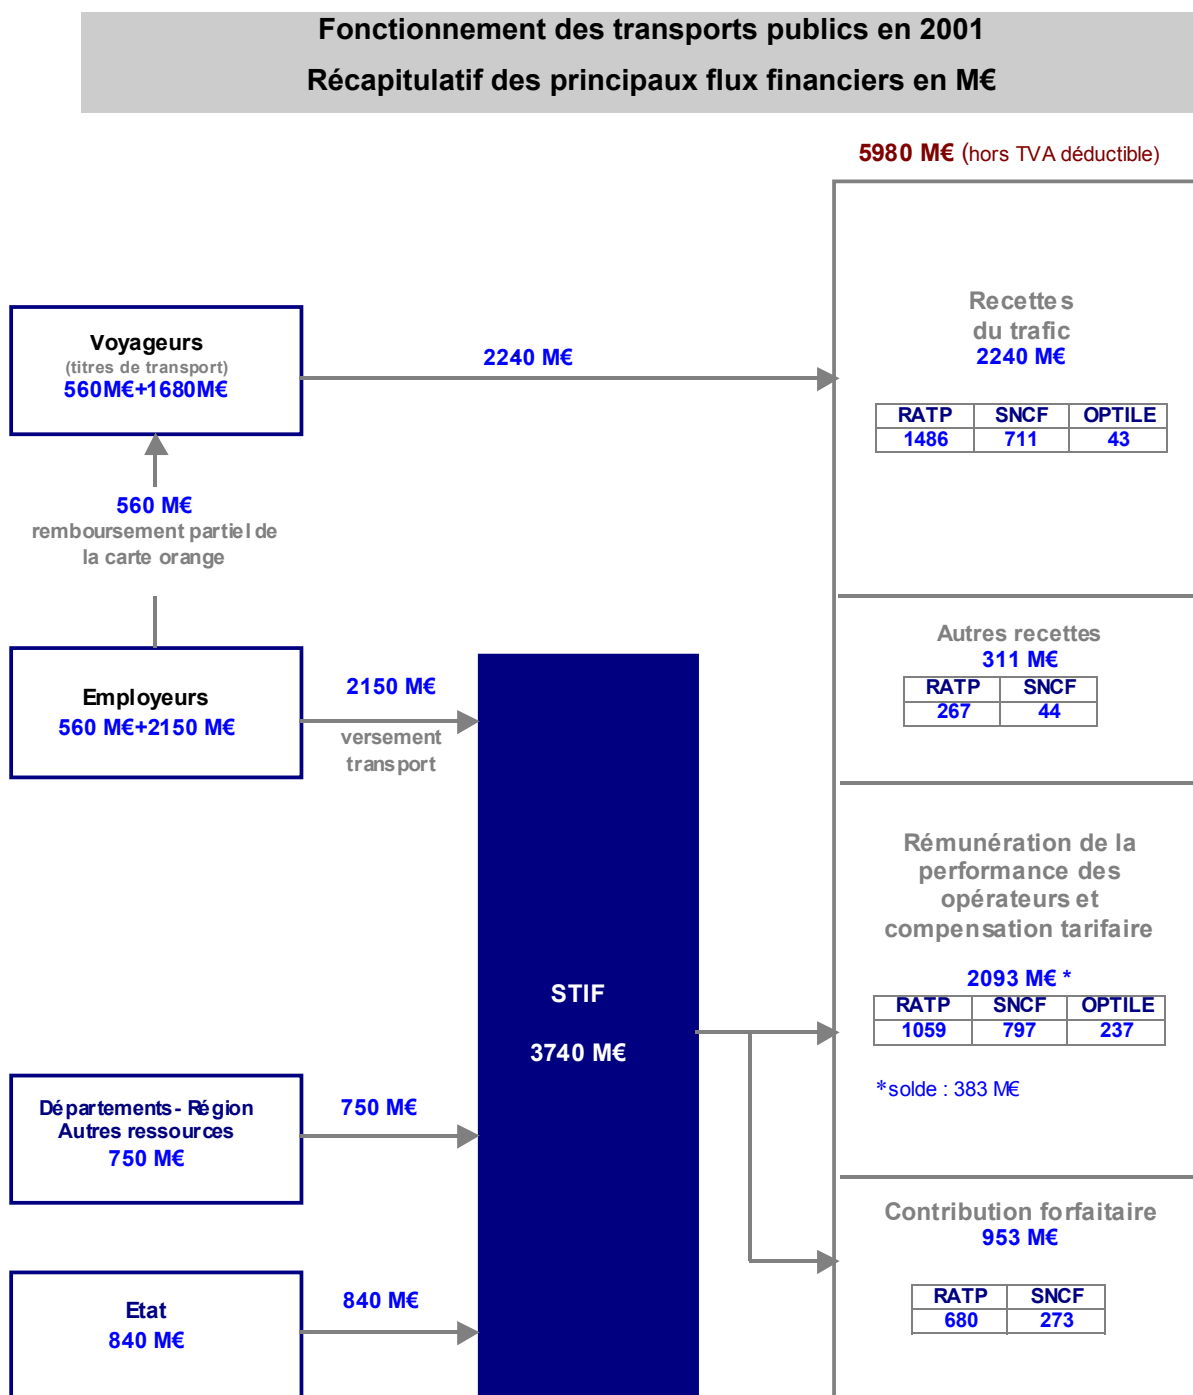 Fonctionnement des transports publics en 2001
Récapitulatif des principaux flux financiers en M€
5980 M€ (hors TVA déductible)
Voyageurs
(titres de transport)
560M€+1680M€
2240 M€
Recettes
du trafic
2240 M€
RATP SNCF OPTILE
1486 711 43
560 M€
remboursement partiel de
la carte orange
Employeurs
560 M€+2150 M€
2150 M€
versement
transport
Autres recettes
311 M€
RATP SNCF
267 44
STIF
3740 M€
Rémunération de la
performance des
opérateurs et
compensation tarifaire
2093 M€ *
RATP SNCF OPTILE
1059 797 237
*solde : 383 M€
Départements- Région
Autres ressources
750 M€
750 M€
Contribution forfaitaire
953 M€
RATP SNCF
680 273
Etat
840 M€
840 M€